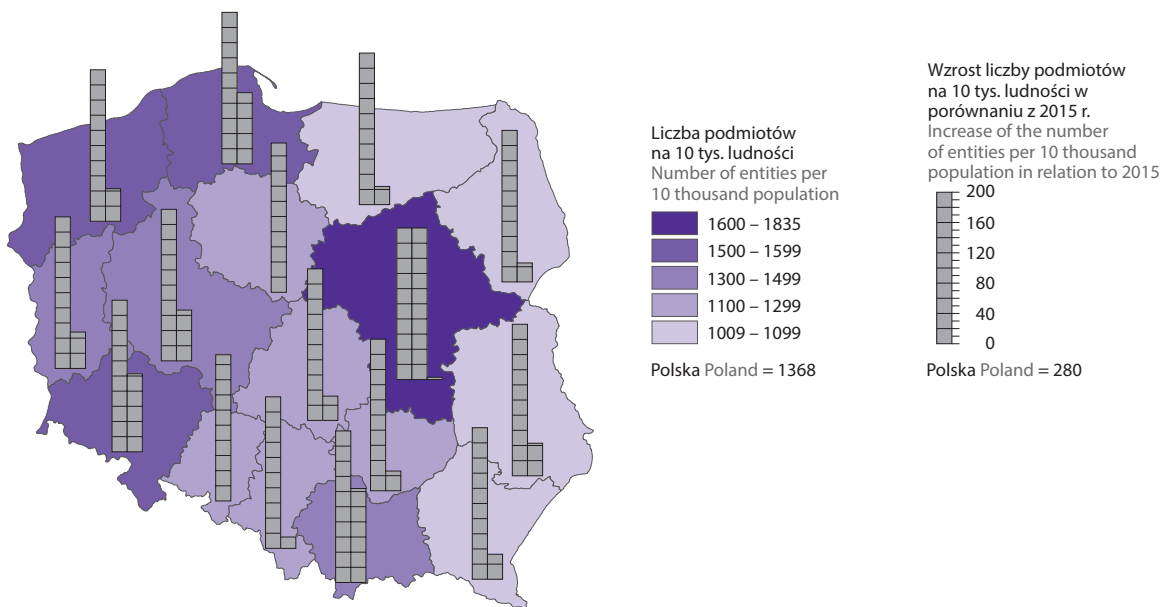 Liczba podmiotów
na 10 tys. ludności
Number of entities per
10 thousand population
1600 – 1835
1500 – 1599
1300 – 1499
1100 – 1299
1009 – 1099
Polska Poland = 1368
Wzrost liczby podmiotów
na 10 tys. ludności w
porównaniu z 2015 r.
Increase of the number
of entities per 10 thousand
population in relation to 2015
200
160
120
80
40
0
Polska Poland = 280